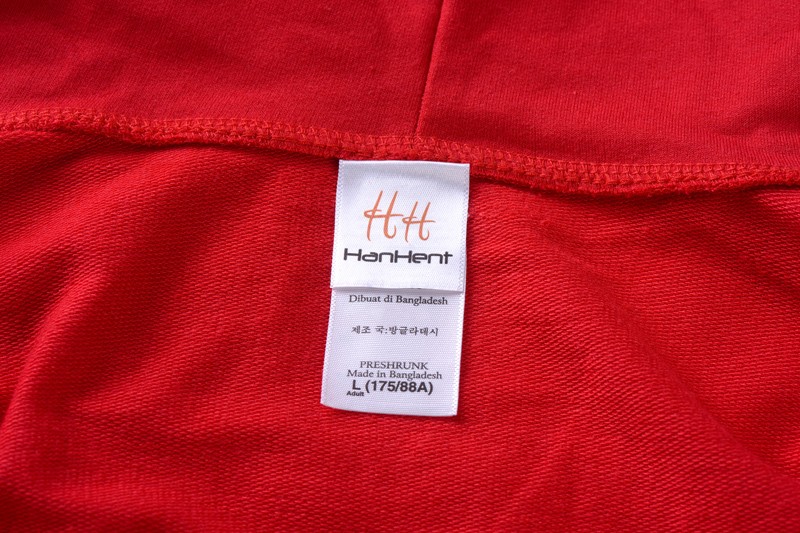 HH
HanHent
Dibuat di Bangladesh
제조 국:방글라데시
PRESHRUNK
Made in Bangladesh
L (175/88A)
Adult